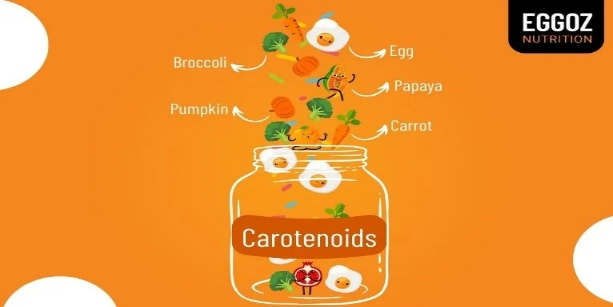 EGGOZ
NUTRITION
Broccoli
Egg
Papaya
Pumpkin
Carrot
Carotenoids